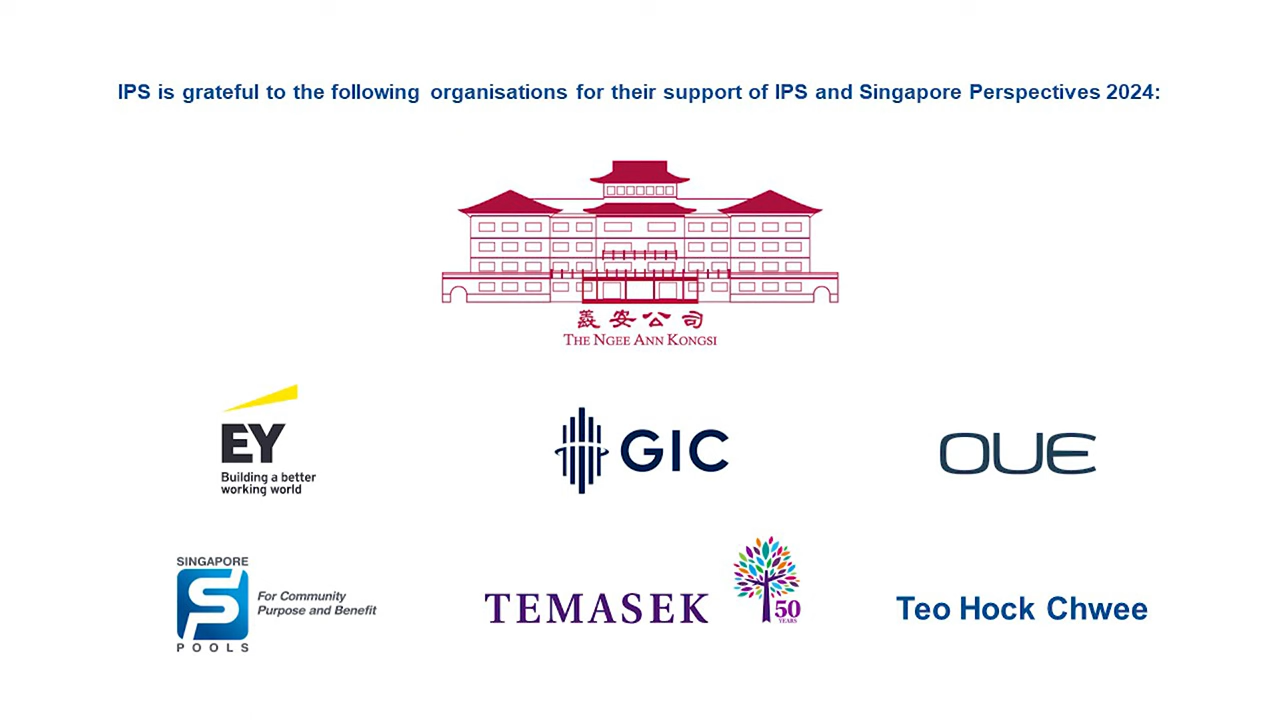 IPS is grateful to the following organisations for their support of IPS and Singapore Perspectives 2024:
義安公司
THE NGEE ANN KONGSI
EY
Building a better
working world
GIC
OUE
SINGAPORE
S
POOLS
For Community
Purpose and Benefit
TEMASEK
50
YEARS
Teo Hock Chwee